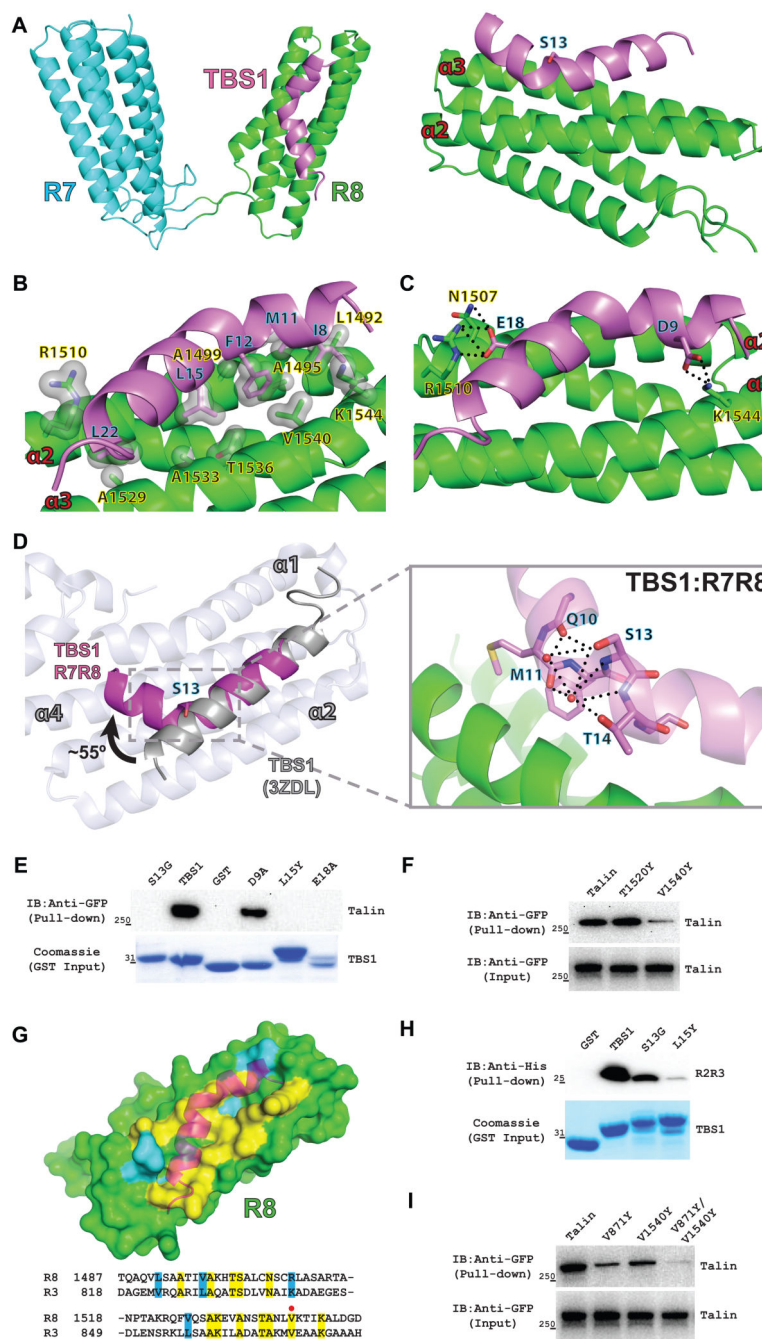 A
TBS1
R7
R8
S13
α3
α2
B
M11
L1492
I8
F12
R1510
A1499
A1495
L15
K1544
V1540
L22
α2
T1536
A1533
α3
A1529
C
N1507
E18
D9
R1510
K1544
D
α1
TBS1
R7R8
S13
α4
α2
~55º
TBS1
(3ZDL)
TBS1:R7R8
Q10
S13
M11
T14
E
S13G TBS1 GST D9A L15Y E18A
IB:Anti-GFP
(Pull-down)
250
Talin
Coomassie
(GST Input)
31
TBS1
F
Talin T1520Y V1540Y
IB:Anti-GFP
(Pull-down)
250
Talin
IB:Anti-GFP
(Input)
250
Talin
G
R8
R8 1487 TQAQVLSAATIVAKHTSALCNSCRLASARTA-
R3 818 DAGEMVRQARILAQATSDLVNAIKADAEGES-
R8 1518 -NPTAKRQFVQSAKEVANSTANLVKTIKALDGD
R3 849 -DLENSRKLLSAAKILADATAKMVEAAKGAAAH
H
GST TBS1 S13G L15Y
IB:Anti-His
(Pull-down)
25
R2R3
Coomassie
(GST Input)
31
TBS1
I
Talin V871Y V1540Y V871Y/
V1540Y
IB:Anti-GFP
(Pull-down)
250
Talin
IB:Anti-GFP
(Input)
250
Talin